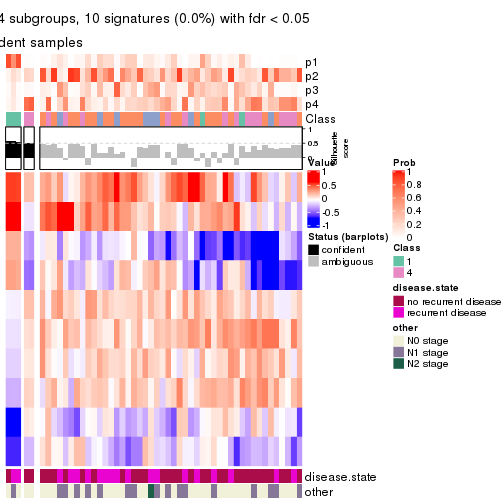 4 subgroups, 10 signatures (0.0%) with fdr < 0.05
dent samples
p1
p2
p3
p4
Class
1
0.5
Silhouette
score
Value
1
0.5
0
-0.5
-1
Status (barplots)
confident
ambiguous
Prob
1
0.8
0.6
0.4
0.2
0
Class
1
4
disease.state
no recurrent disease
recurrent disease
other
N0 stage
N1 stage
N2 stage
disease.state
other